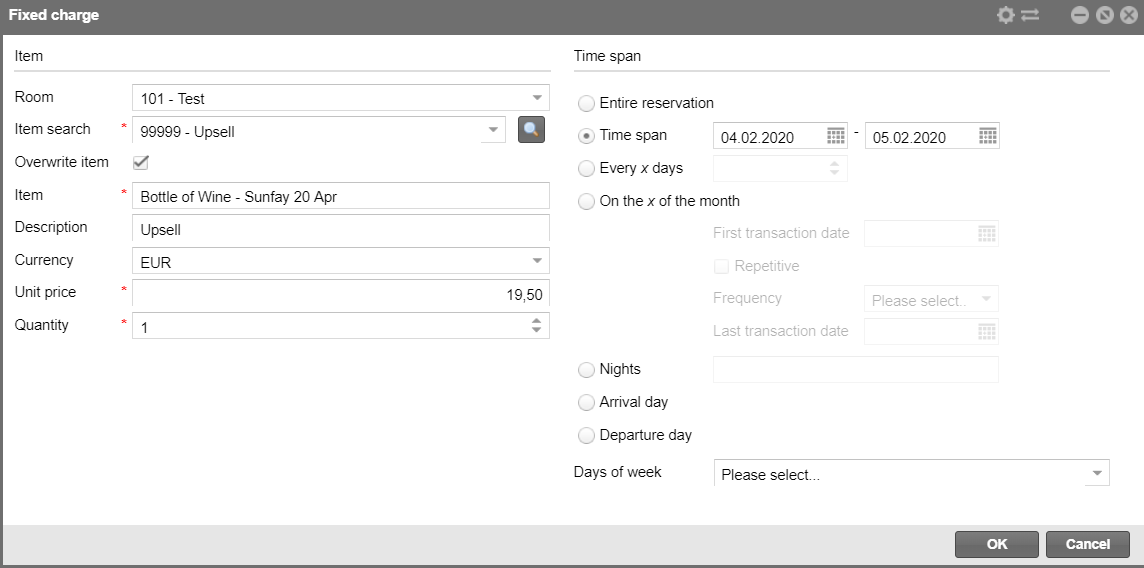 Fixed charge
Item
Room
101 - Test
Item search * 99999 - Upsell
Overwrite item
Item * Bottle of Wine - Sunfay 20 Apr
Description Upsell
Currency EUR
Unit price * 19,50
Quantity * 1
Time span
Entire reservation
Time span 04.02.2020 - 05.02.2020
Every x days
On the x of the month
First transaction date
Repetitive
Frequency Please select..
Last transaction date
Nights
Arrival day
Departure day
Days of week Please select...
OK Cancel